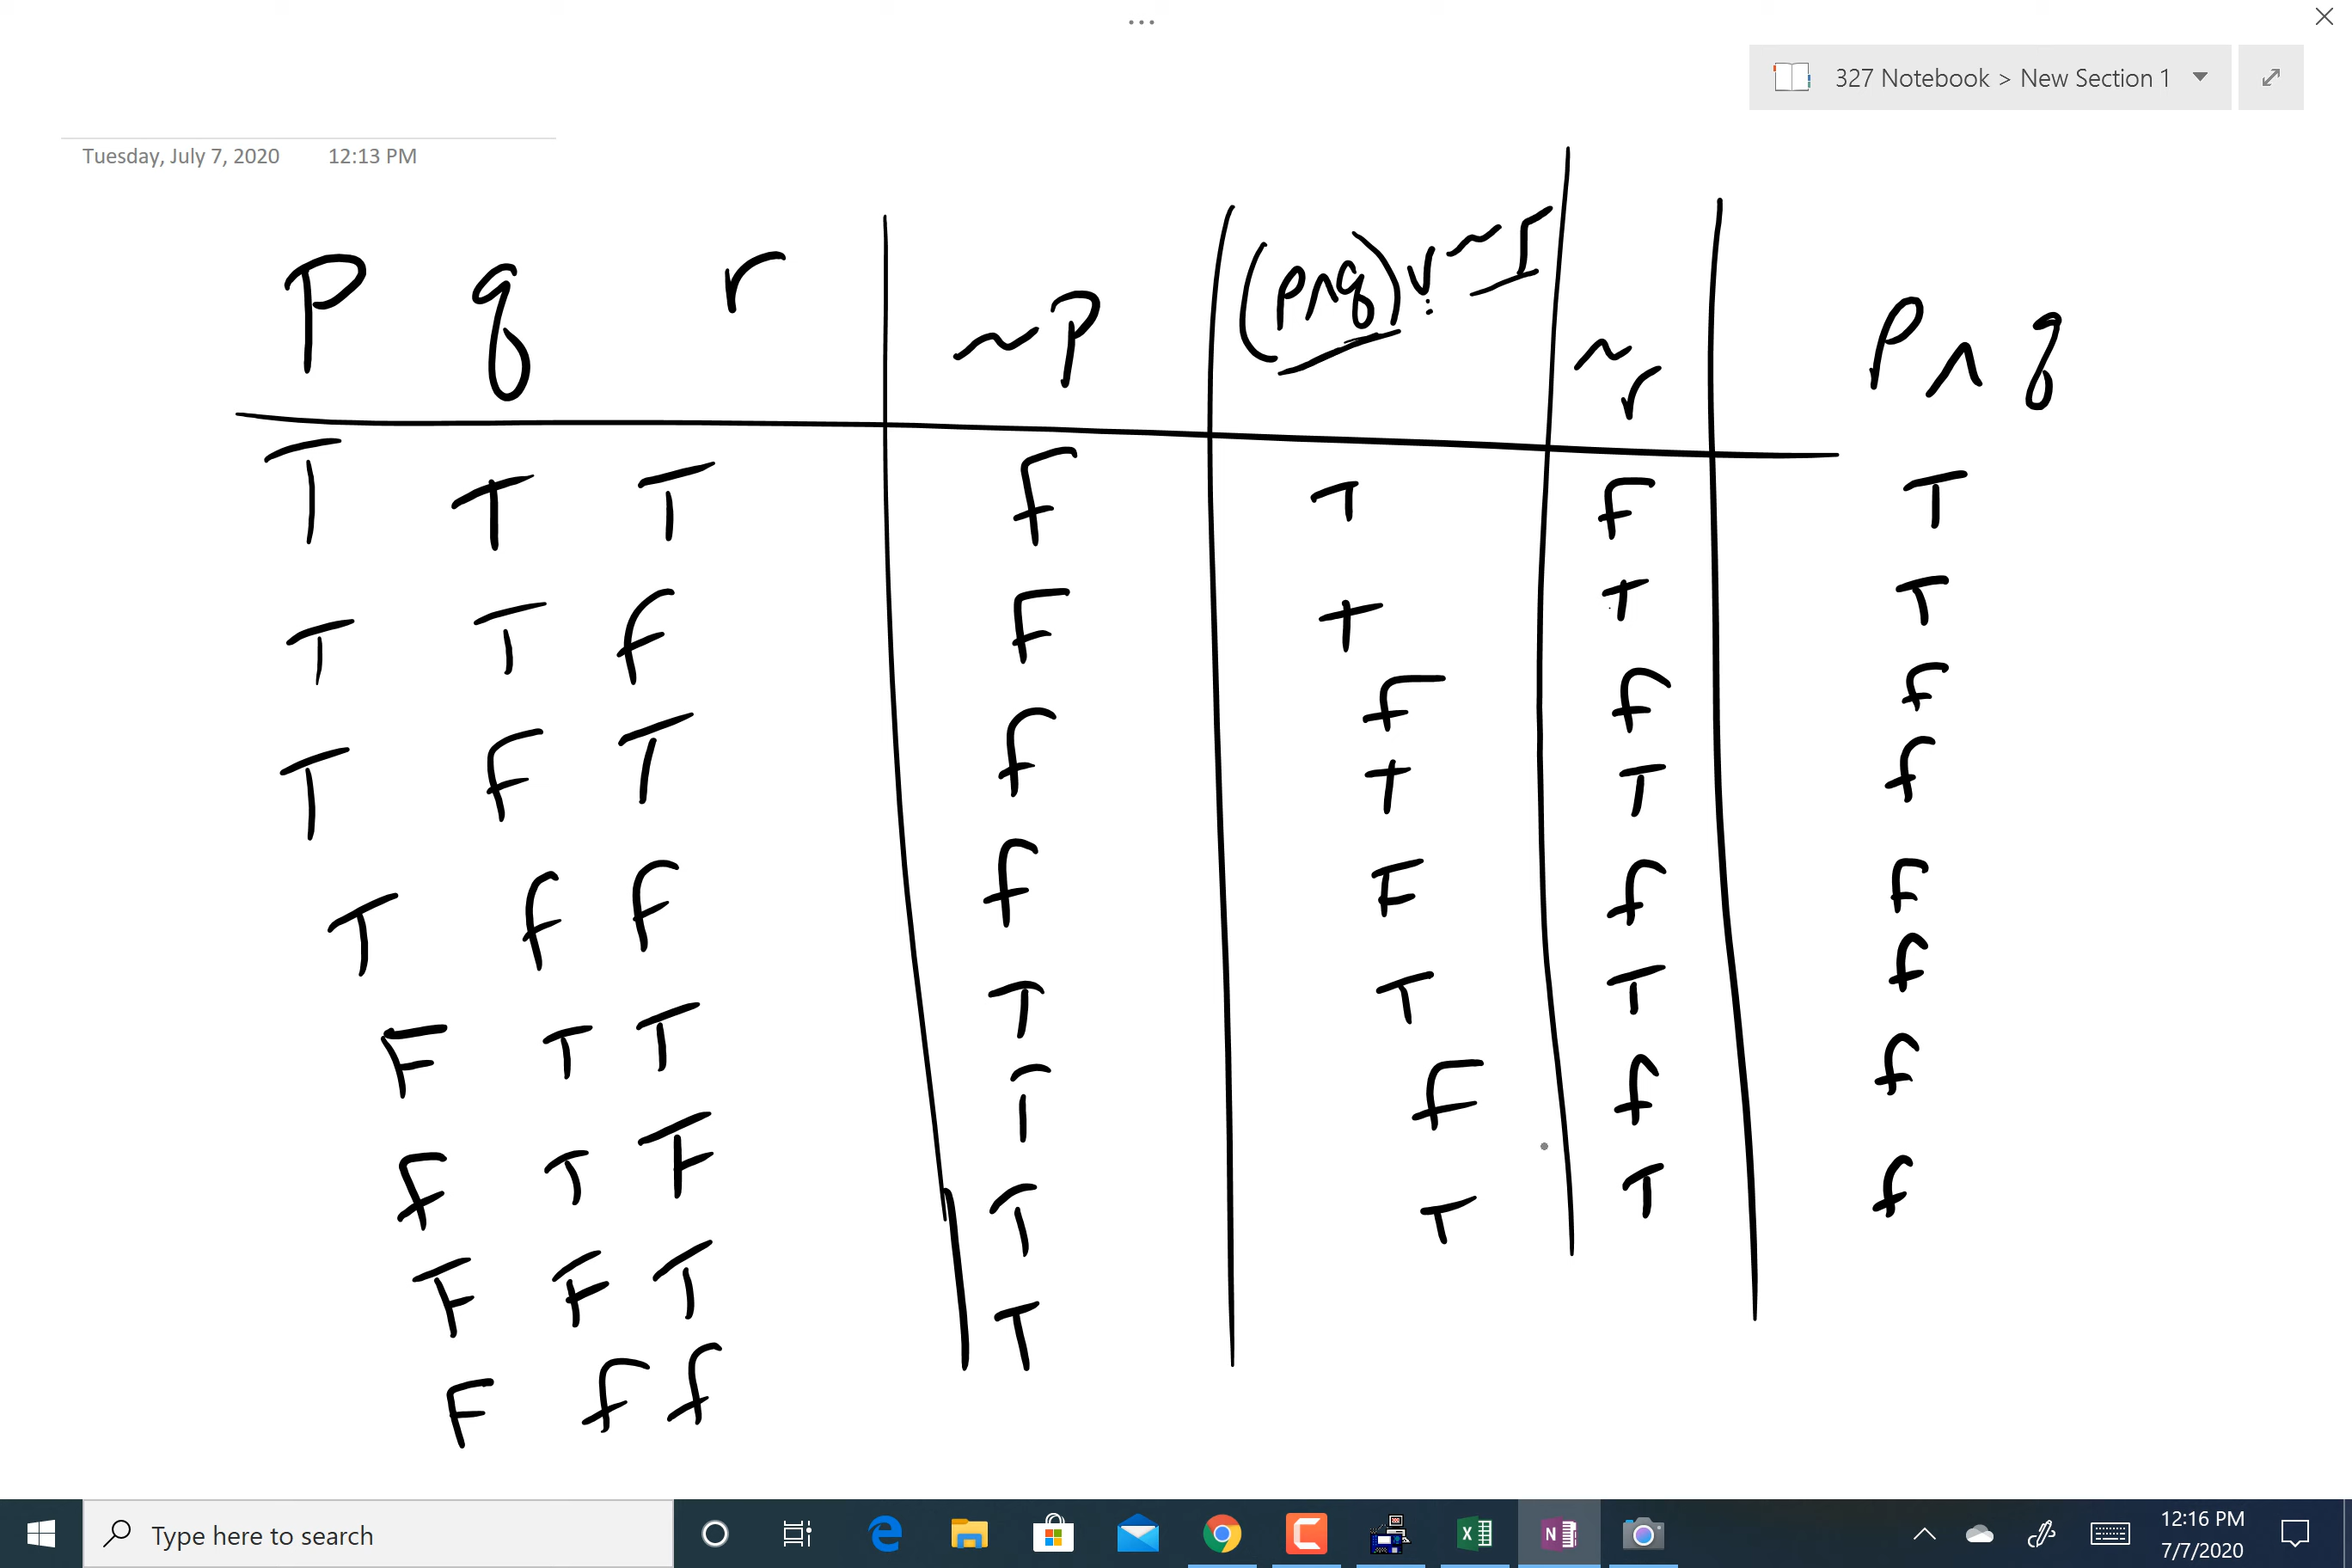 ...
327 Notebook > New Section 1
Tuesday, July 7, 2020 12:13 PM
P q r ~p (p∧q) ∨ ~r ~r p∧q
T T T F T F T
T T F F T T T
T F T F F F F
T F F F T T F
F T T T F F F
F T F T T T F
F F T T F F F
F F F T T T F
Type here to search
12:16 PM
7/7/2020